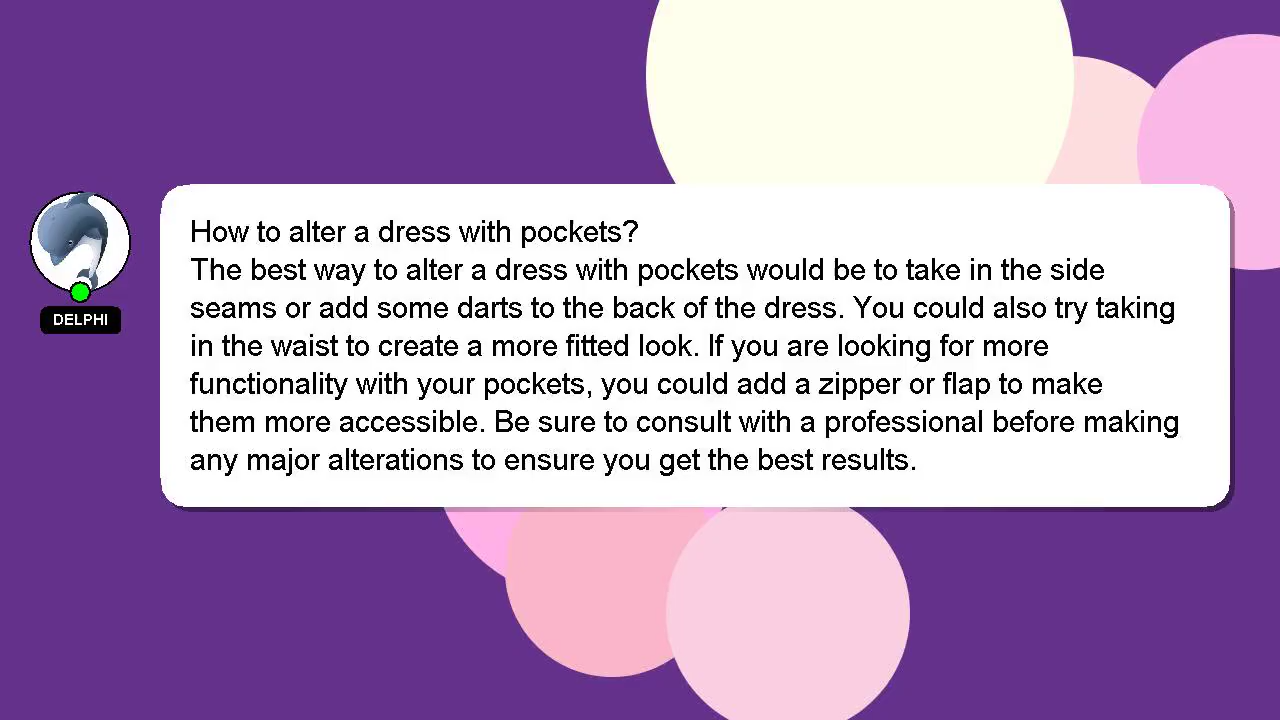 How to alter a dress with pockets?
The best way to alter a dress with pockets would be to take in the side
seams or add some darts to the back of the dress. You could also try taking
in the waist to create a more fitted look. If you are looking for more
functionality with your pockets, you could add a zipper or flap to make
them more accessible. Be sure to consult with a professional before making
any major alterations to ensure you get the best results.
DELPHI